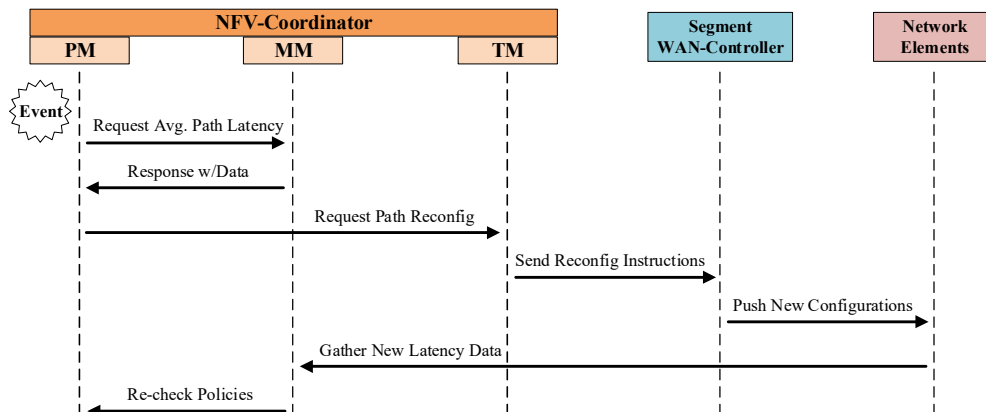 NFV-Coordinator
PM
MM
TM
Segment
WAN-Controller
Network
Elements
Event
Request Avg. Path Latency
Response w/Data
Request Path Reconfig
Send Reconfig Instructions
Push New Configurations
Gather New Latency Data
Re-check Policies